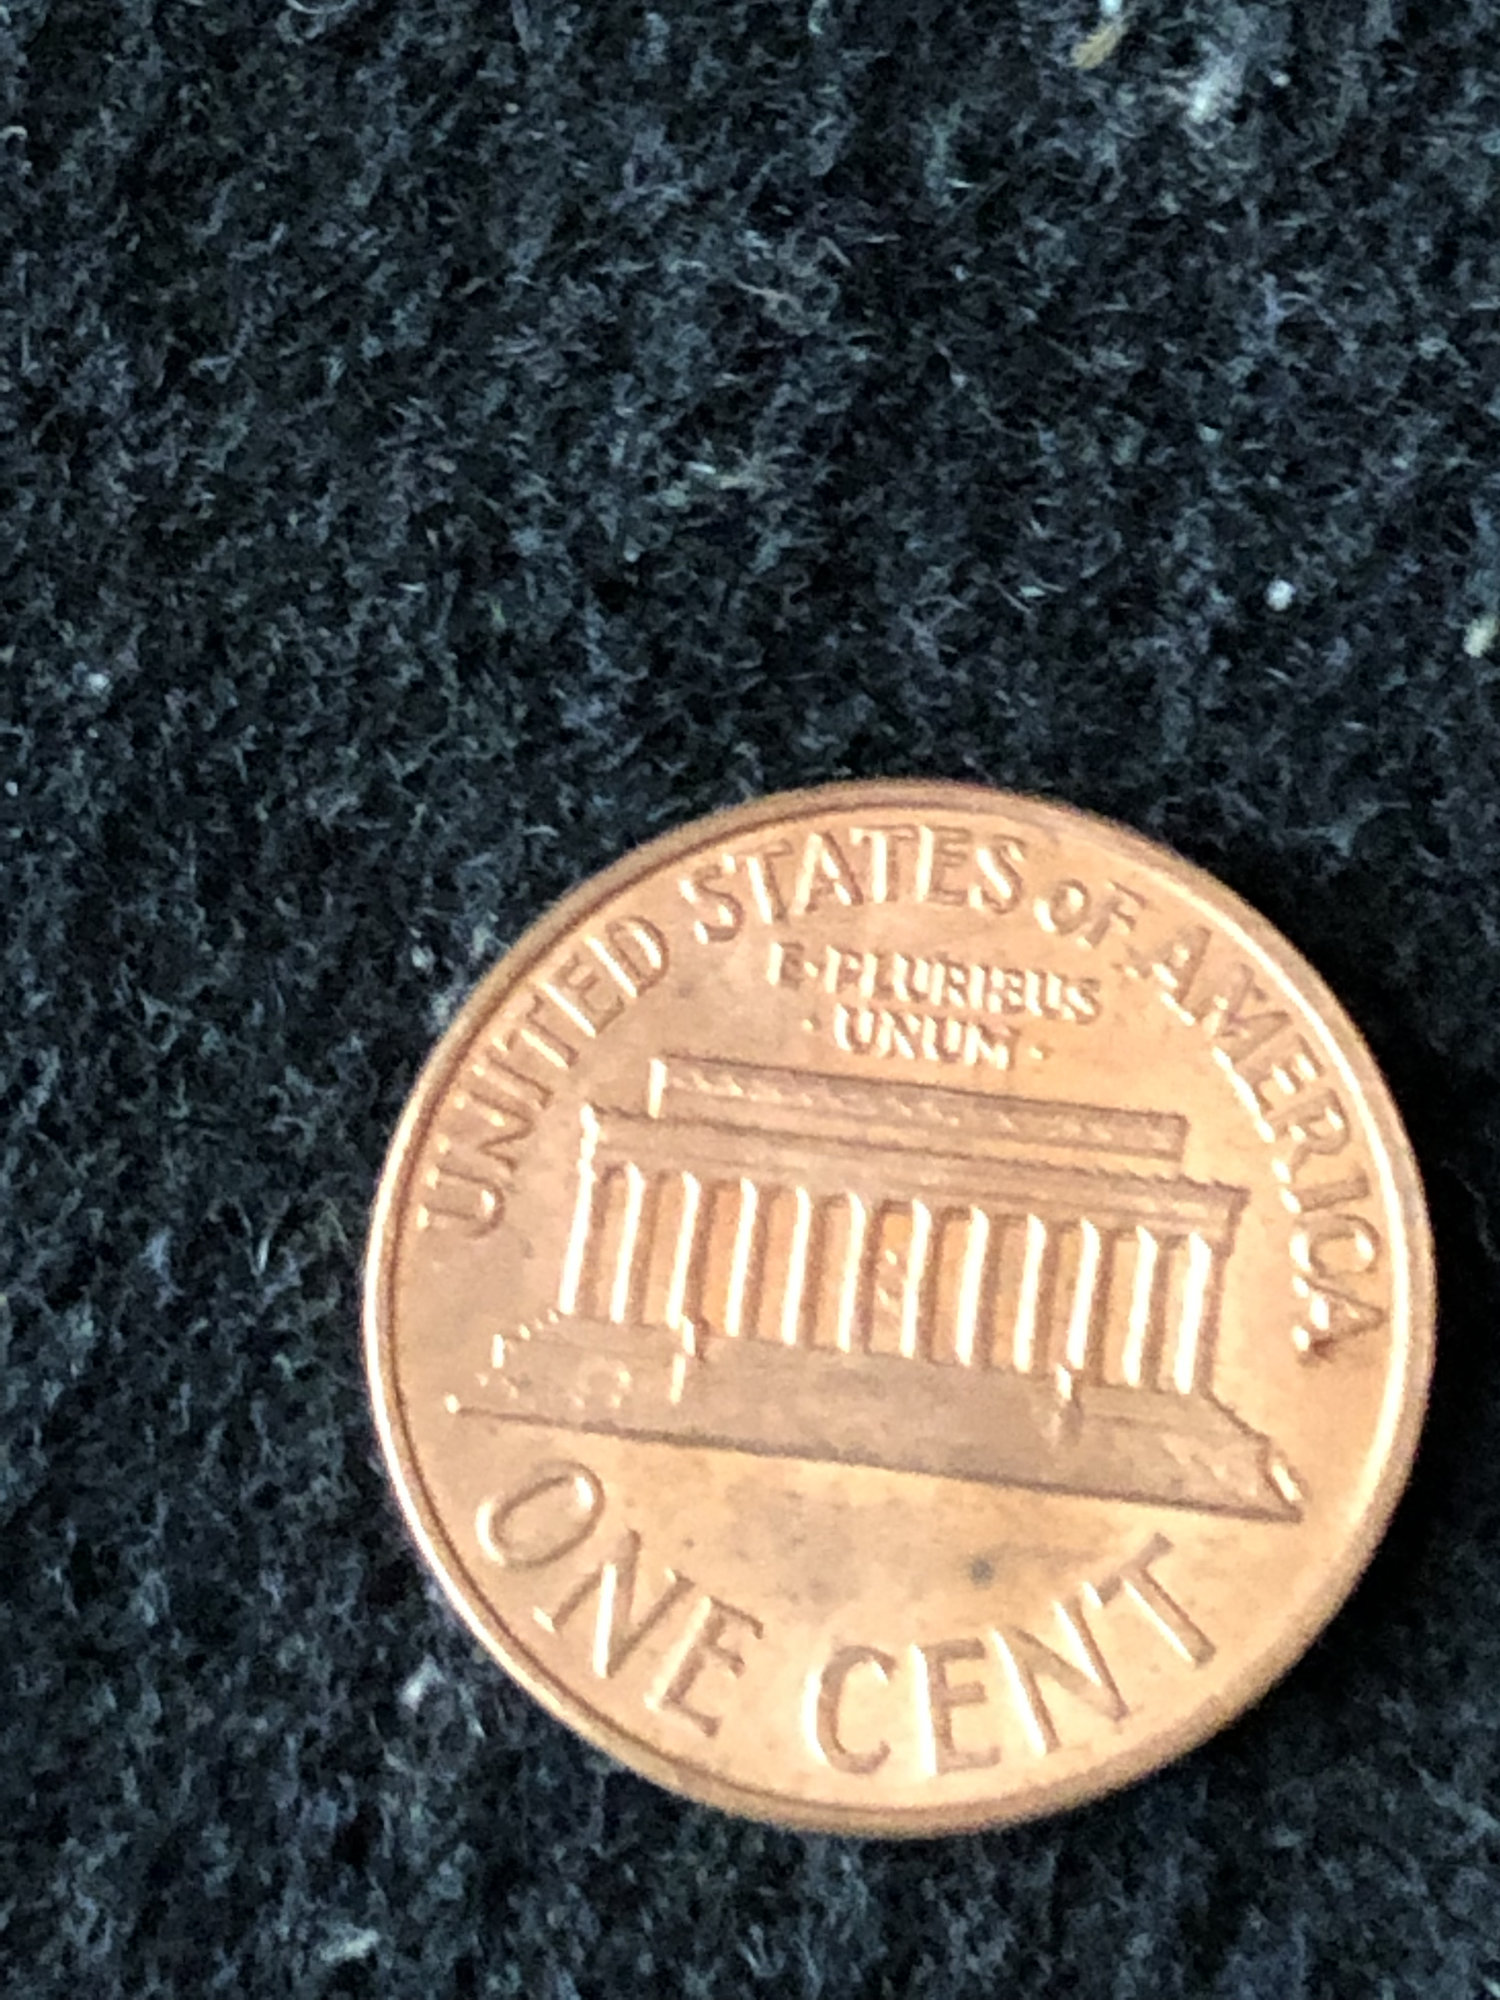 UNITED STATES OF AMERICA
E·PLURIBUS
·UNUM·
ONE CENT